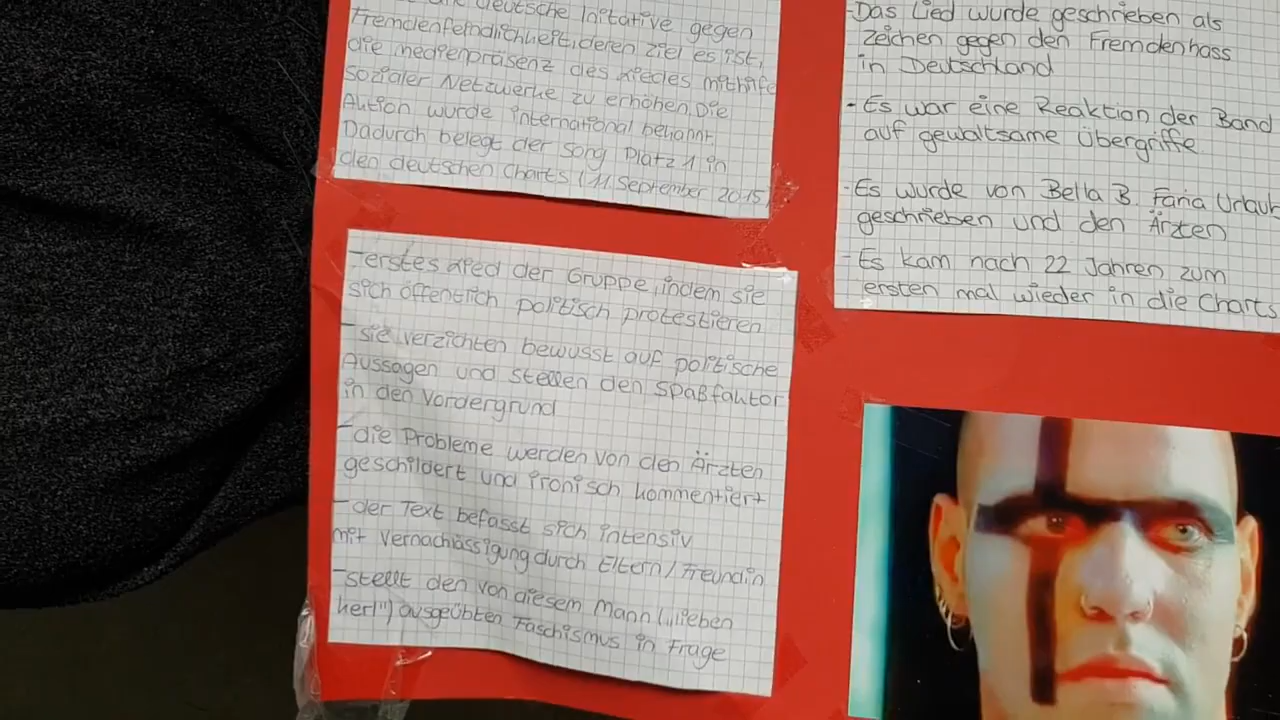 deutsche Initative gegen
Fremdenfeindlichkeit, deren Ziel es ist,
die Medienpräsenz des Liedes mithilfe
sozialer Netzwerke zu erhöhen. Die
Aktion wurde international bekannt.
Dadurch belegt der Song Platz 1 in
den deutschen Charts (11. September 2015)
-erstes Lied der Gruppe, indem sie
sich öffentlich politisch protestieren
-sie verzichten bewusst auf politische
Aussagen und stellen den Spaßfaktor
in den Vordergrund
-die Probleme werden von den Ärzten
geschildert und ironisch kommentiert
-der Text befasst sich intensiv
mit Vernachässigung durch Eltern/Freundin
-stellt den von diesem Mann („lieben
kerl") ausgeübten Faschismus in Frage
-Das Lied wurde geschrieben als
zeichen gegen den Fremdenhass
in Deutschland
-Es war eine Reaktion der Band
auf gewaltsame Übergriffe
-Es wurde von Bella B. Faria Urlaub
geschrieben und den Ärzten
-Es kam nach 22 Jahren zum
ersten mal wieder in die Charts